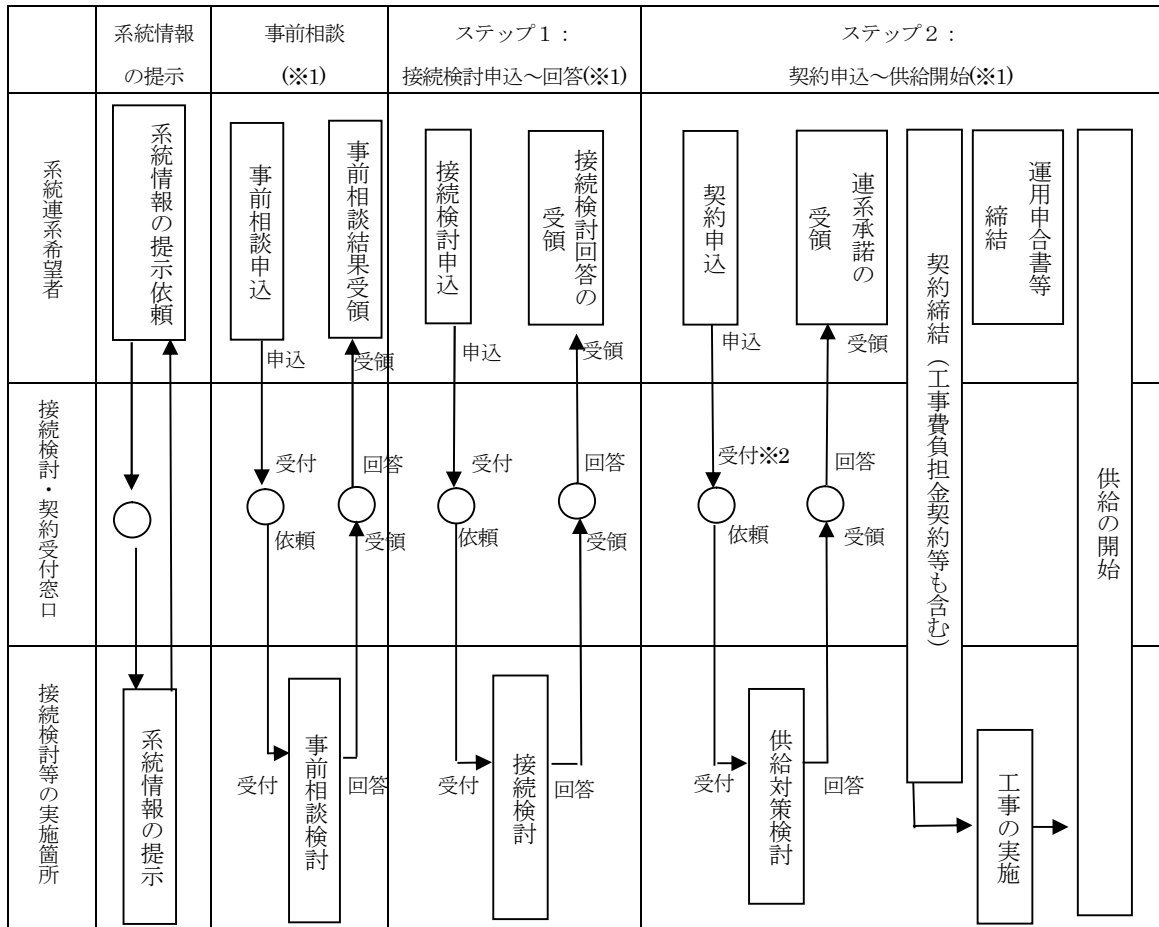 系統情報
の提示
事前相談
(※1)
ステップ１：
接続検討申込～回答(※1)
ステップ２：
契約申込～供給開始(※1)
系統連系希望者
系統情報の提示依頼
事前相談申込
事前相談結果受領
接続検討申込
接続検討回答の
受領
契約申込
連系承諾の
受領
契約締結（工事費負担金契約等も含む）
運用申合書等
締結
供給の開始
申込
受領
申込
受領
申込
受領
接続検討・契約受付窓口
受付
回答
受付
回答
受付※2
回答
依頼
受領
依頼
受領
依頼
受領
接続検討等の実施箇所
系統情報の提示
受付
事前相談検討
回答
受付
接続検討
回答
受付
供給対策検討
回答
工事の実施